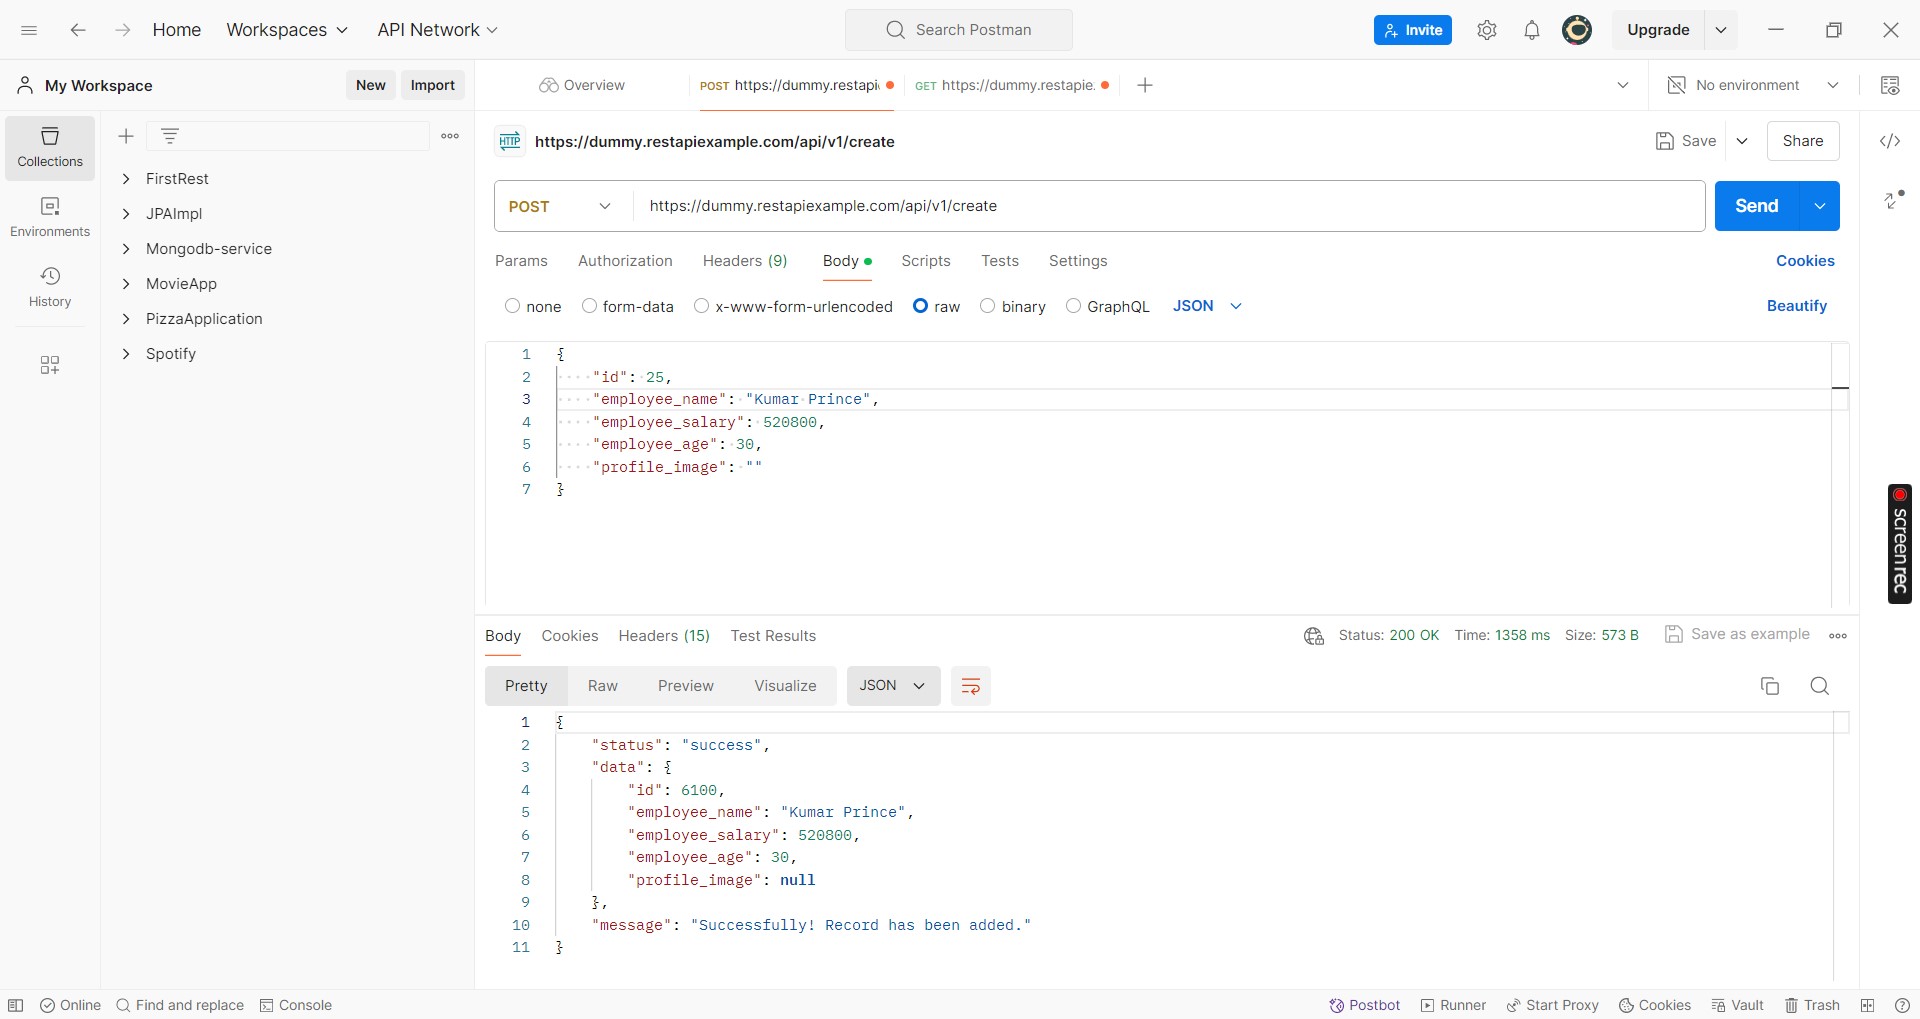 Home Workspaces API Network Search Postman Invite Upgrade
My Workspace New Import Overview POST https://dummy.restapi GET https://dummy.restapie. No environment
Collections
Environments
History
FirstRest
JPAImpl
Mongodb-service
MovieApp
PizzaApplication
Spotify
HTTP https://dummy.restapiexample.com/api/v1/create Save Share
POST https://dummy.restapiexample.com/api/v1/create Send
Params Authorization Headers (9) Body Scripts Tests Settings Cookies
none form-data x-www-form-urlencoded raw binary GraphQL JSON Beautify
1 {
2 "id": 25,
3 "employee_name": "Kumar Prince",
4 "employee_salary": 520800,
5 "employee_age": 30,
6 "profile_image": ""
7 }
screenrec
Body Cookies Headers (15) Test Results Status: 200 OK Time: 1358 ms Size: 573 B Save as example
Pretty Raw Preview Visualize JSON
1 {
2 "status": "success",
3 "data": {
4 "id": 6100,
5 "employee_name": "Kumar Prince",
6 "employee_salary": 520800,
7 "employee_age": 30,
8 "profile_image": null
9 },
10 "message": "Successfully! Record has been added."
11 }
Online Find and replace Console Postbot Runner Start Proxy Cookies Vault Trash